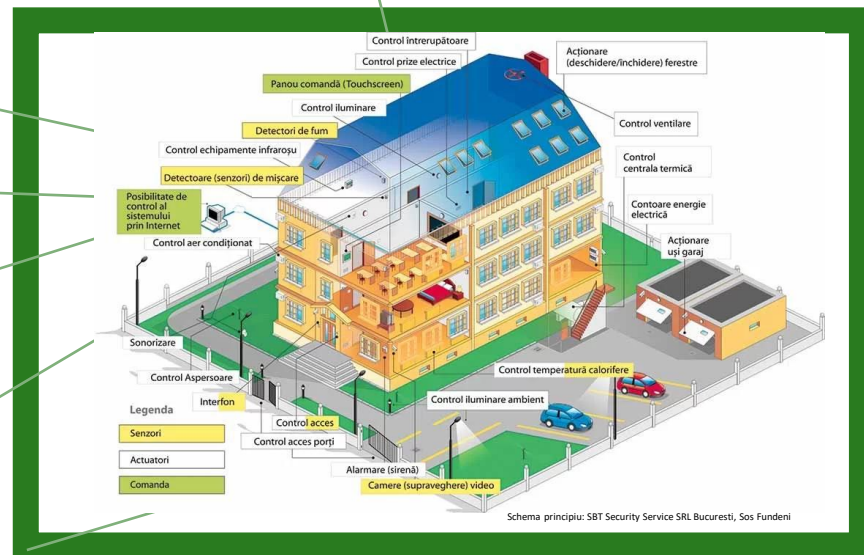 Control întrerupătoare
Control prize electrice
Acționare
(deschidere/închidere) ferestre
Panou comandă (Touchscreen)
Control iluminare
Detectori de fum
Control ventilare
Control echipamente infraroșu
Control
centrala termică
Detectoare (senzori) de mișcare
Posibilitate de
control al
sistemului
prin Internet
Contoare energie
electrică
Control aer condiționat
Acționare
uși garaj
Sonorizare
Control temperatură calorifere
Control Aspersoare
Interfon
Control iluminare ambient
Legenda
Control acces
Senzori
Control acces porți
Actuatori
Alarmare (sirenă)
Comanda
Camere (supraveghere) video
Schema principiu: SBT Security Service SRL Bucuresti, Sos Fundeni